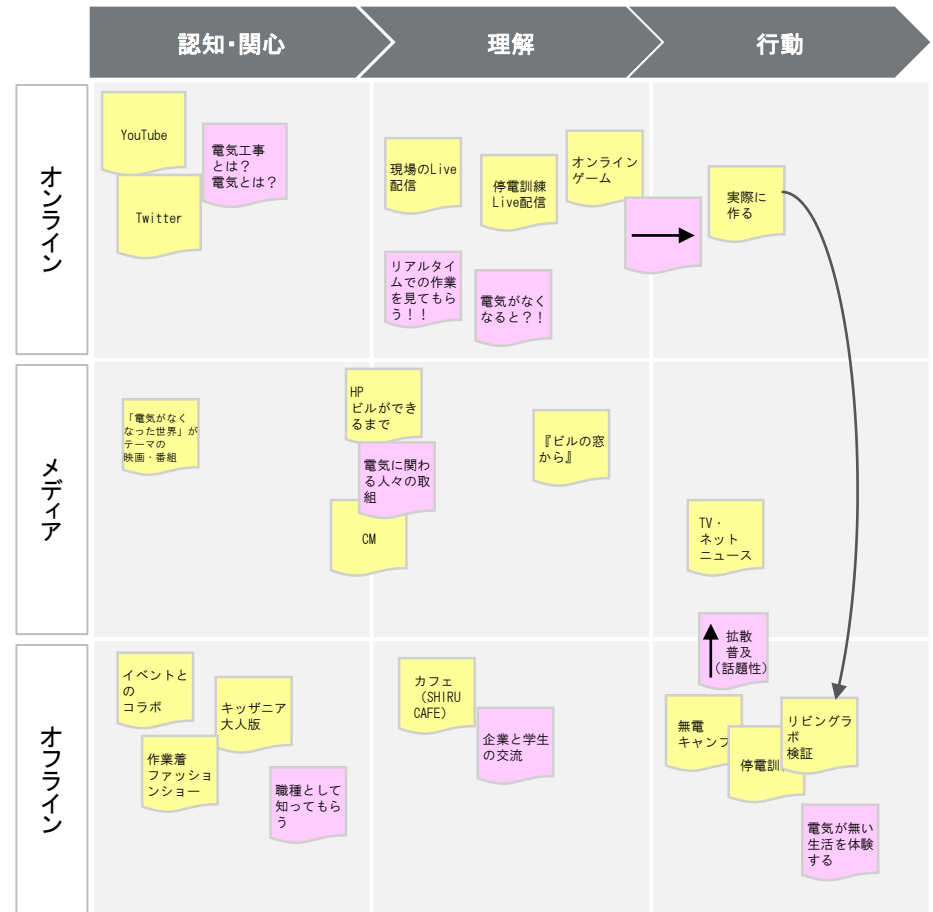 認知・関心
理解
行動
オンライン
YouTube
Twitter
電気工事
とは?
電気とは?
現場のLive
配信
停電訓練
Live配信
オンライン
ゲーム
リアルタイ
ムでの作業
を見てもら
う!!
電気がなく
なると?!
実際に
作る
メディア
「電気がなく
なった世界」が
テーマの
映画・番組
HP
ビルができ
るまで
電気に関わ
る人々の取
組
CM
『ビルの窓
から』
TV・
ネット
ニュース
拡散
普及
(話題性)
オフライン
イベントと
の
コラボ
キッザニア
大人版
作業着
ファッショ
ンショー
職種として
知ってもら
う
カフェ
(SHIRU
CAFE)
企業と学生
の交流
無電
キャンプ
停電訓
リビングラ
ボ
検証
電気が無い
生活を体験
する